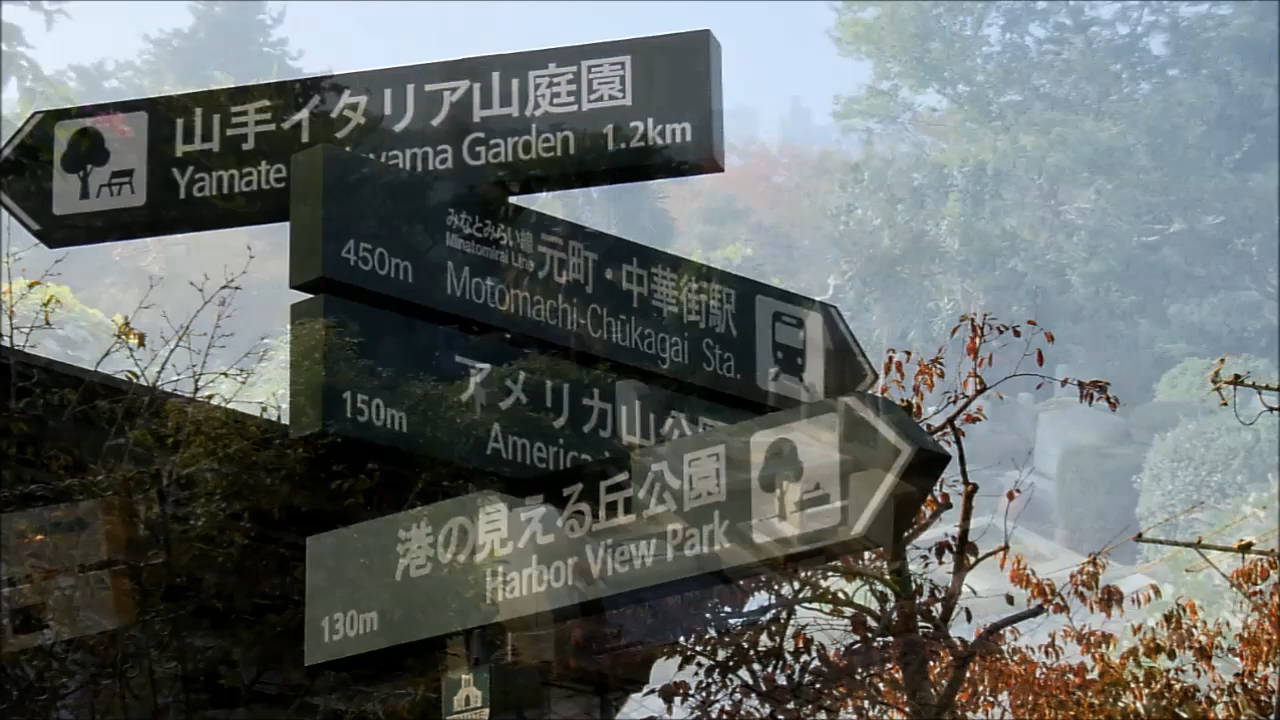 山手イタリア山庭園
Yamate yama Garden 1.2km
みなとみらい線
Minatomirai Line
元町・中華街駅
450m
Motomachi-Chūkagai Sta.
アメリカ山公
150m
America
港の見える丘公園
Harbor View Park
130m